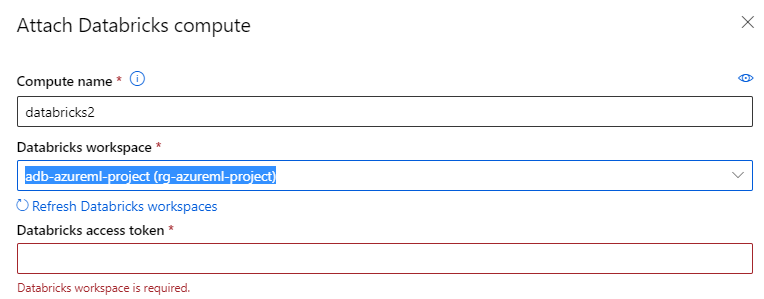 Attach Databricks compute
Compute name *
databricks2
Databricks workspace *
adb-azureml-project (rg-azureml-project)
Refresh Databricks workspaces
Databricks access token *
Databricks workspace is required.